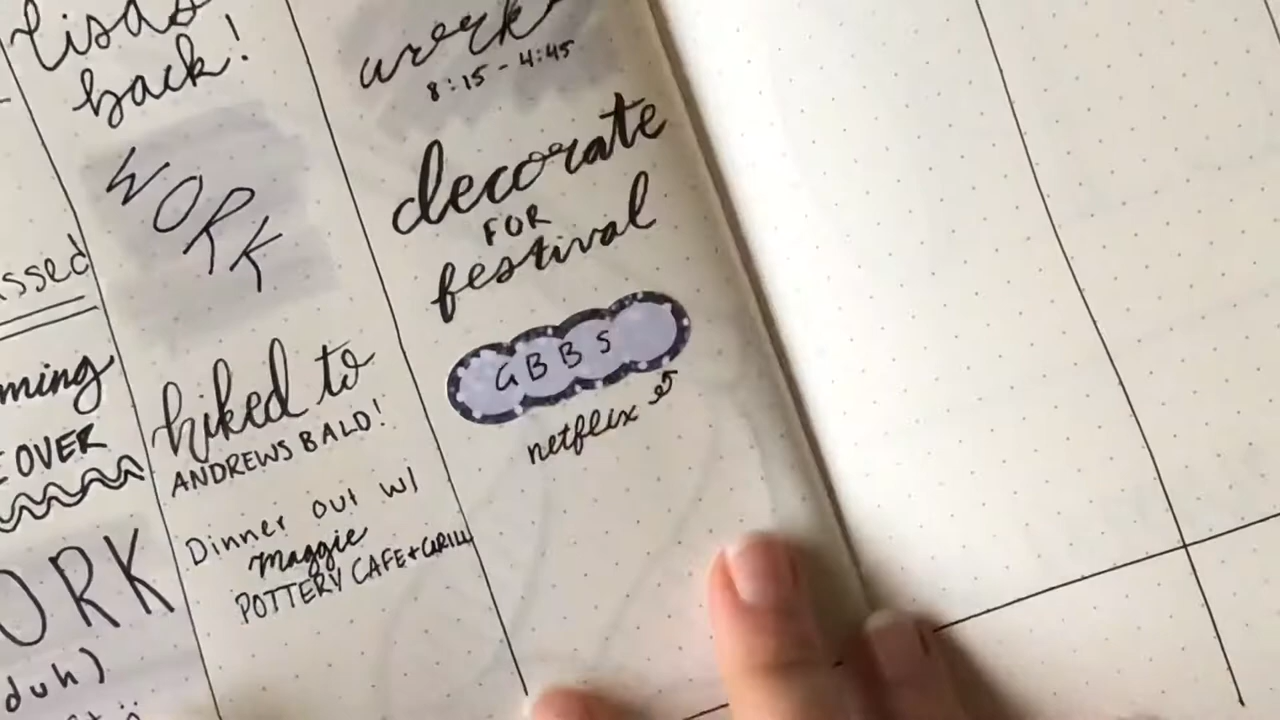 ssed
ming
OVER
ORK
duh)
Lisa's
back!
WORK
hiked to
ANDREWS BALD!
Dinner out w/
Maggie
POTTERY CAFE+GRILL
work
8:15 - 4:45
decorate
FOR
festival
GBBS
netflix